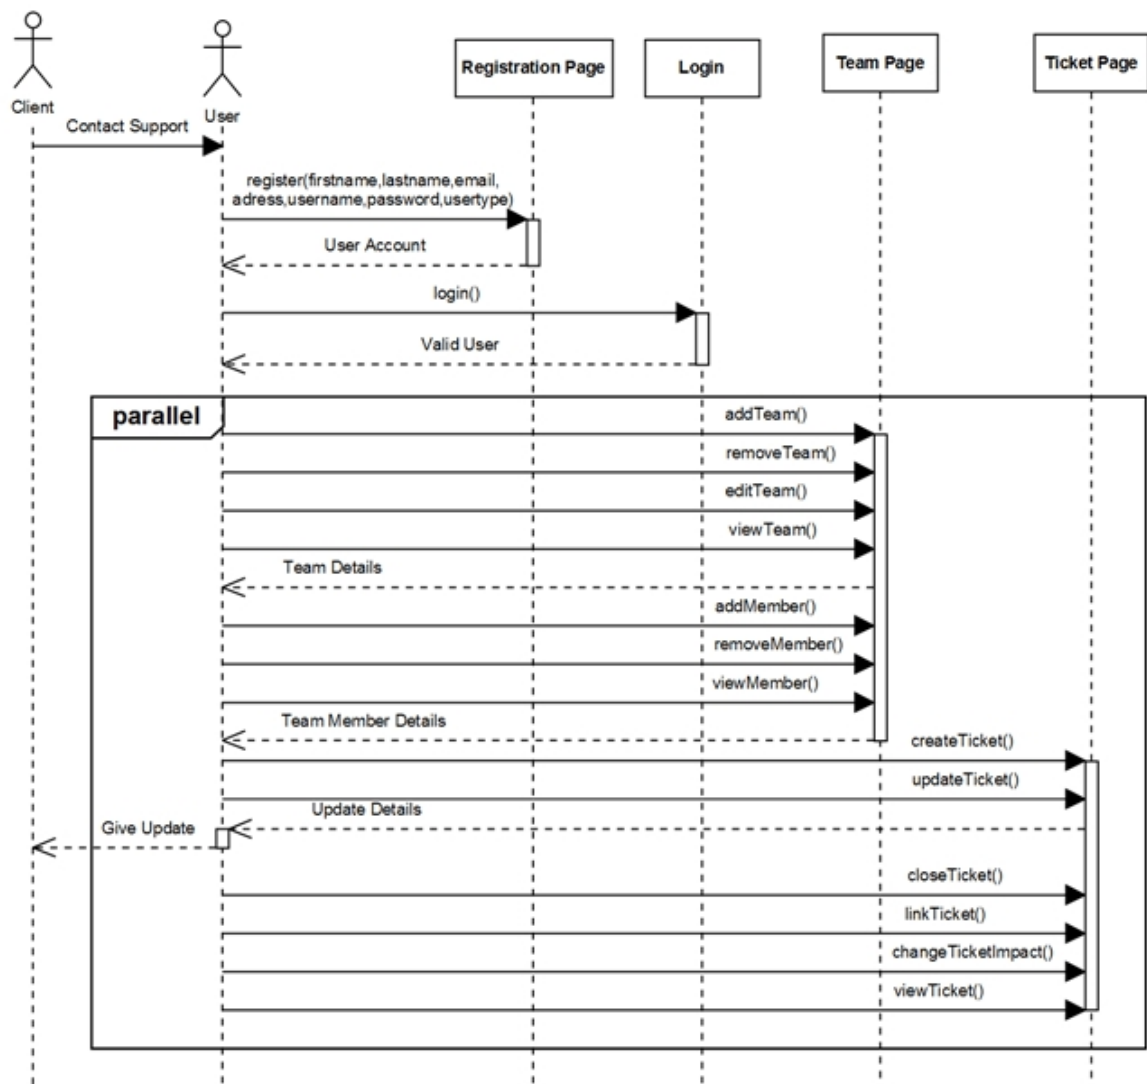 Registration Page
Login
Team Page
Ticket Page
Client
User
Contact Support
register(firstname,lastname,email,
adress,username,password,usertype)
User Account
login()
Valid User
parallel
addTeam()
removeTeam()
editTeam()
viewTeam()
Team Details
addMember()
removeMember()
viewMember()
Team Member Details
createTicket()
updateTicket()
Update Details
Give Update
closeTicket()
linkTicket()
changeTicketImpact()
viewTicket()